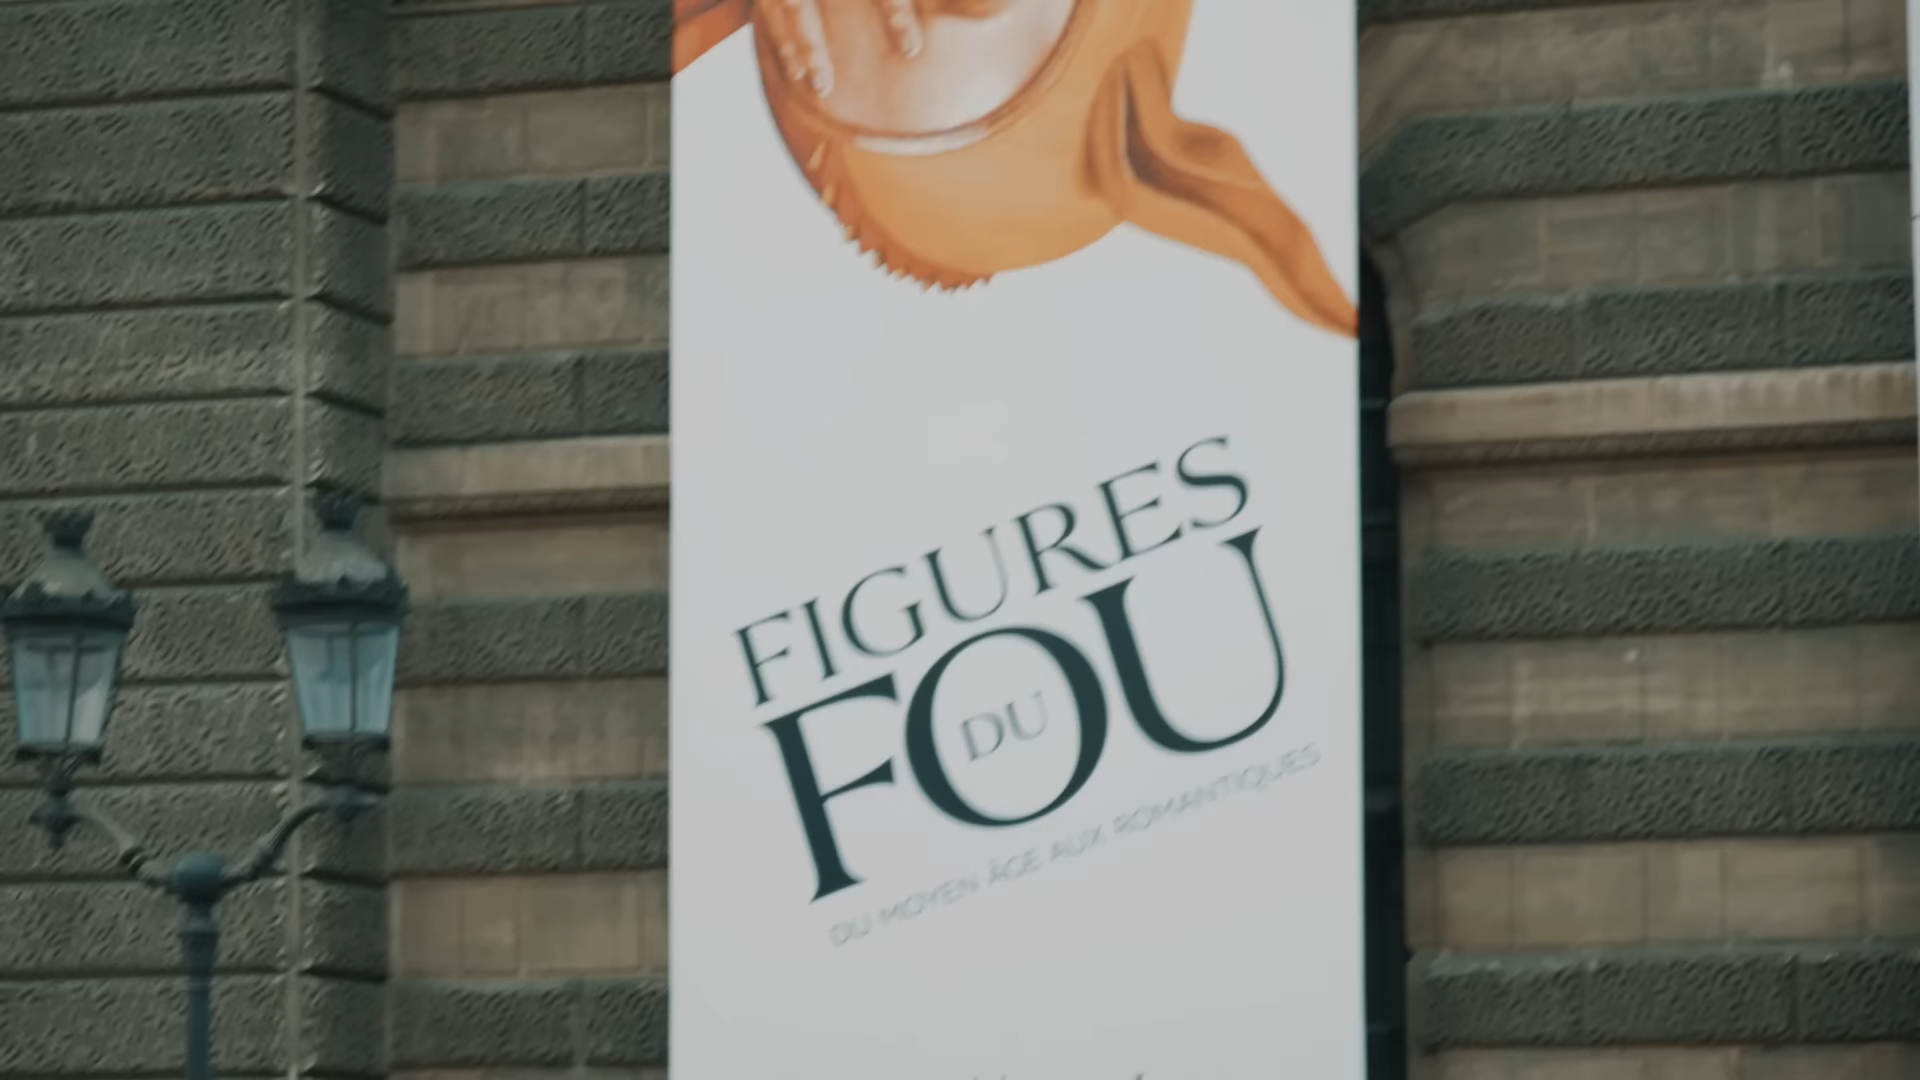 FIGURES
DU
FOU
DU MOYEN ÂGE AUX ROMANTIQUES